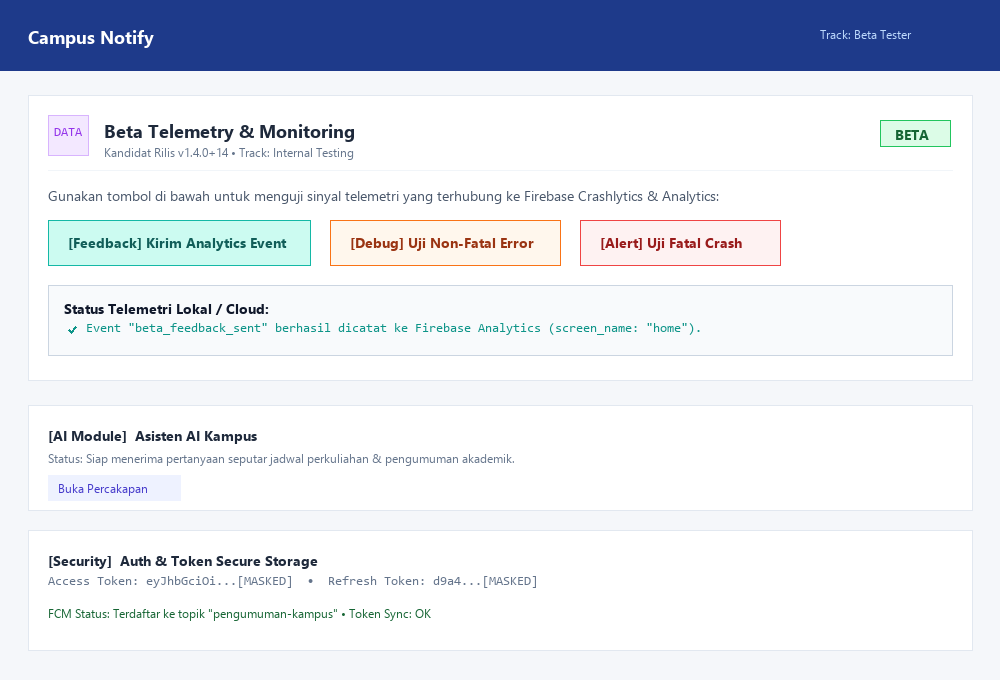 Campus Notify
Track: Beta Tester
DATA
Beta Telemetry & Monitoring
Kandidat Rilis v1.4.0+14 • Track: Internal Testing
BETA
Gunakan tombol di bawah untuk menguji sinyal telemetri yang terhubung ke Firebase Crashlytics & Analytics:
[Feedback] Kirim Analytics Event
[Debug] Uji Non-Fatal Error
[Alert] Uji Fatal Crash
Status Telemetri Lokal / Cloud:
✓ Event "beta_feedback_sent" berhasil dicatat ke Firebase Analytics (screen_name: "home").
[AI Module] Asisten AI Kampus
Status: Siap menerima pertanyaan seputar jadwal perkuliahan & pengumuman akademik.
Buka Percakapan
[Security] Auth & Token Secure Storage
Access Token: eyJhbGciOi...[MASKED] • Refresh Token: d9a4...[MASKED]
FCM Status: Terdaftar ke topik "pengumuman-kampus" • Token Sync: OK